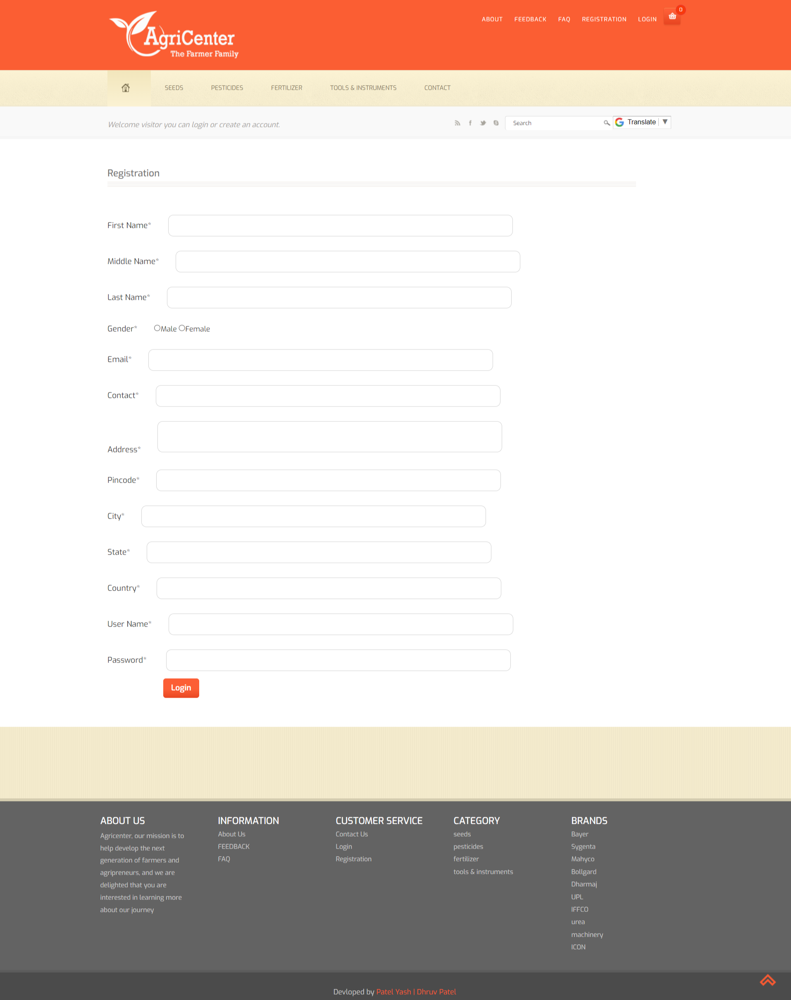 AgriCenter
The Farmer Family
ABOUT FEEDBACK FAQ REGISTRATION LOGIN 0
SEEDS PESTICIDES FERTILIZER TOOLS & INSTRUMENTS CONTACT
Welcome visitor you can login or create an account.
Search
Translate ▼
Registration
First Name*
Middle Name*
Last Name*
Gender* Male Female
Email*
Contact*
Address*
Pincode*
City*
State*
Country*
User Name*
Password*
Login
ABOUT US
Agricenter, our mission is to
help develop the next
generation of farmers and
agripreneurs, and we are
delighted that you are
interested in learning more
about our journey
INFORMATION
About Us
FEEDBACK
FAQ
CUSTOMER SERVICE
Contact Us
Login
Registration
CATEGORY
seeds
pesticides
fertilizer
tools & instruments
BRANDS
Bayer
Sygenta
Mahyco
Bollgard
Dharmaj
UPL
IFFCO
urea
machinery
ICON
Devloped by Patel Yash | Dhruv Patel